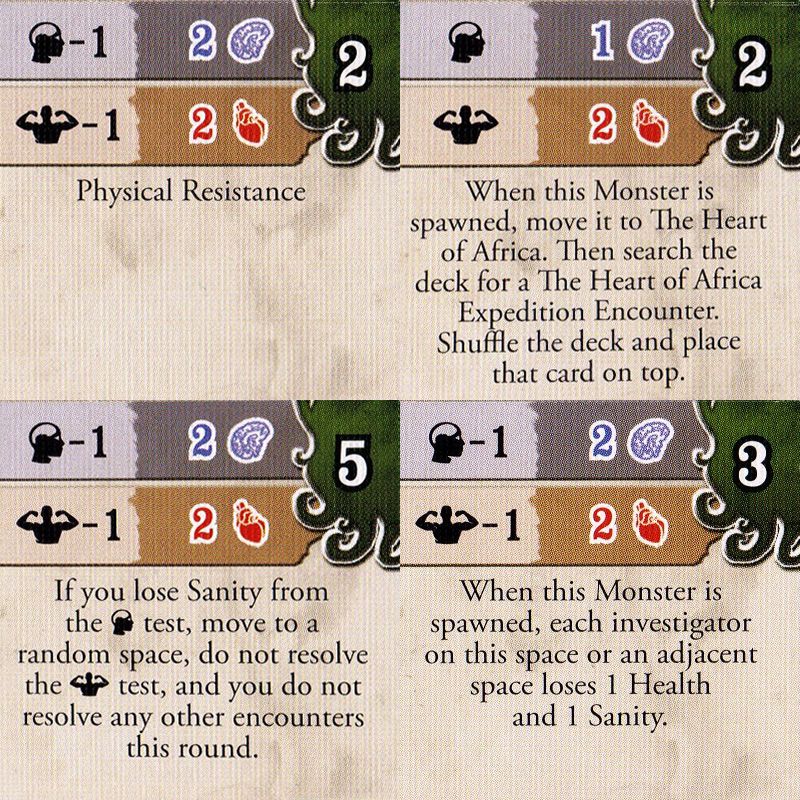 -1 2 2
-1 2
Physical Resistance
1 2
2
When this Monster is
spawned, move it to The Heart
of Africa. Then search the
deck for a The Heart of Africa
Expedition Encounter.
Shuffle the deck and place
that card on top.
-1 2 5
-1 2
If you lose Sanity from
the test, move to a
random space, do not resolve
the test, and you do not
resolve any other encounters
this round.
-1 2 3
-1 2
When this Monster is
spawned, each investigator
on this space or an adjacent
space loses 1 Health
and 1 Sanity.